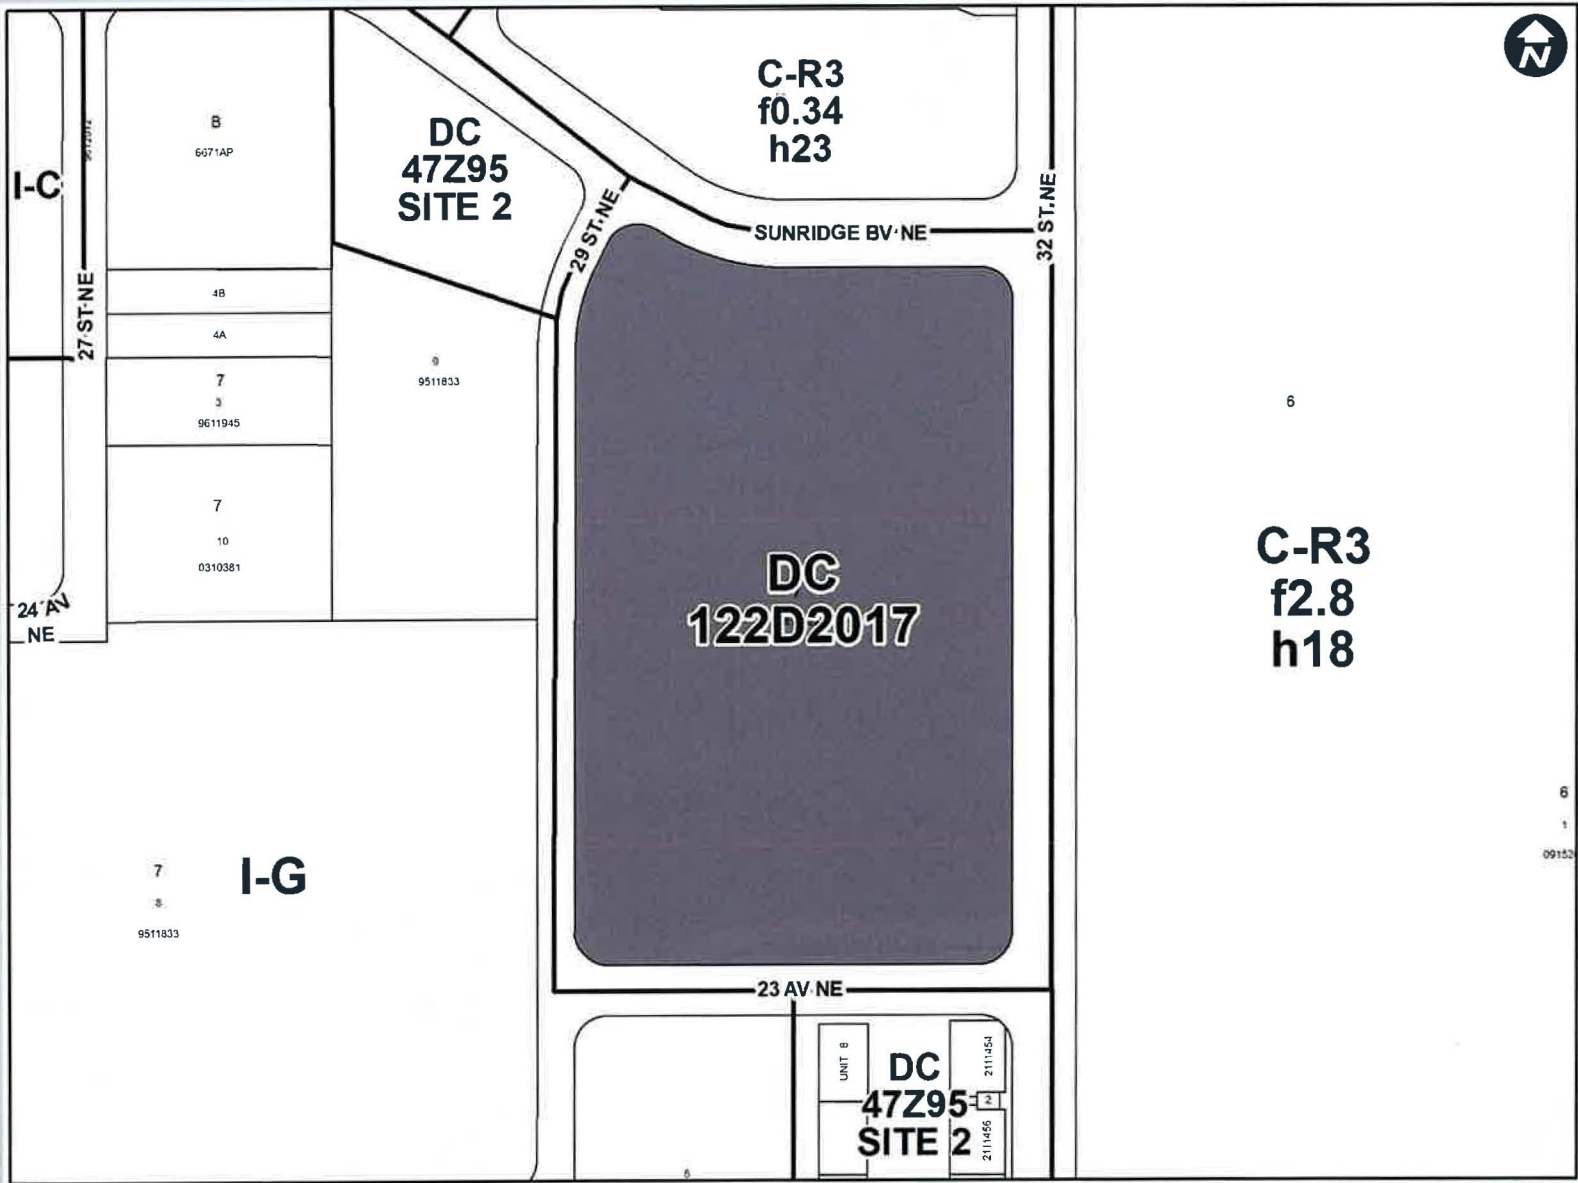 N
C-R3
f0.34
h23
B
6671AP
DC
47Z95
SITE 2
I-C
29 ST NE
SUNRIDGE BV NE
32 ST NE
27 ST NE
4B
4A
9
9511833
7
3
9611945
6
7
10
0310381
24 AV
NE
DC
122D2017
C-R3
f2.8
h18
6
1
7
8
9511833
I-G
23 AV NE
UNIT 8
DC
47Z95
SITE 2
2111454
2
2111456
6